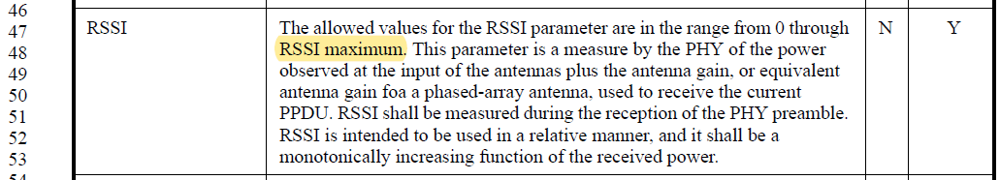 46
47 RSSI The allowed values for the RSSI parameter are in the range from 0 through N Y
48 RSSI maximum. This parameter is a measure by the PHY of the power
49 observed at the input of the antennas plus the antenna gain, or equivalent
50 antenna gain foa a phased-array antenna, used to receive the current
51 PPDU. RSSI shall be measured during the reception of the PHY preamble.
52 RSSI is intended to be used in a relative manner, and it shall be a
53 monotonically increasing function of the received power.
54